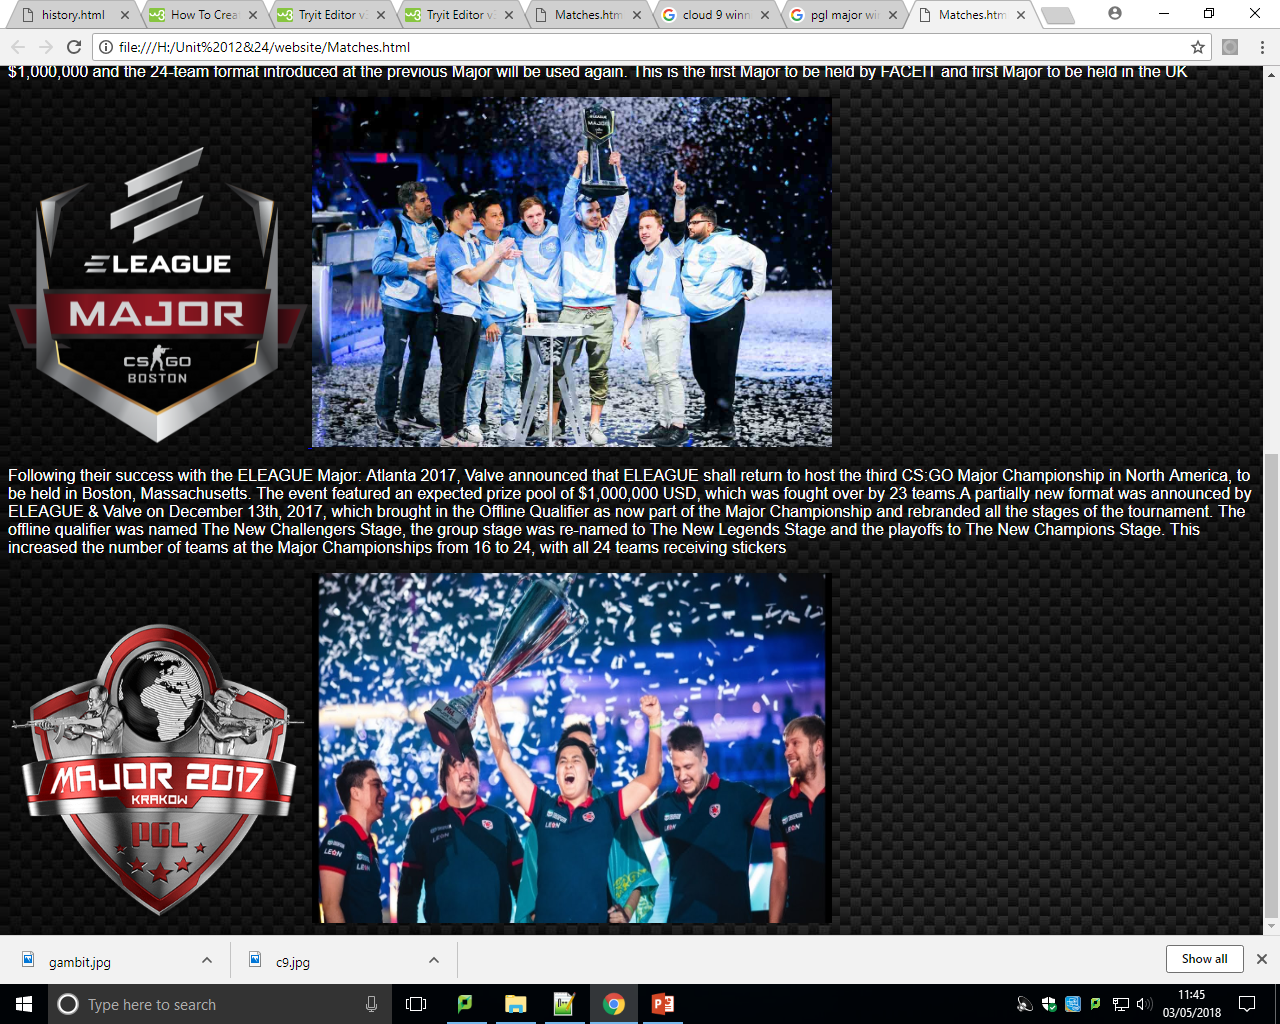 history.html
How To Crea
Tryit Editor v
Tryit Editor v
Matches.htm
cloud 9 winn
pgl major wi
Matches.htm
file:///H:/Unit%2012&24/website/Matches.html
$1,000,000 and the 24-team format introduced at the previous Major will be used again. This is the first Major to be held by FACEIT and first Major to be held in the UK
ELEAGUE
MAJOR
CS GO
BOSTON
ELEAGUE
MAJOR
Following their success with the ELEAGUE Major: Atlanta 2017, Valve announced that ELEAGUE shall return to host the third CS:GO Major Championship in North America, to
be held in Boston, Massachusetts. The event featured an expected prize pool of $1,000,000 USD, which was fought over by 23 teams.A partially new format was announced by
ELEAGUE & Valve on December 13th, 2017, which brought in the Offline Qualifier as now part of the Major Championship and rebranded all the stages of the tournament. The
offline qualifier was named The New Challengers Stage, the group stage was re-named to The New Legends Stage and the playoffs to The New Champions Stage. This
increased the number of teams at the Major Championships from 16 to 24, with all 24 teams receiving stickers
MAJOR 2017
KRAKOW
PGL
LEON
LEON
LEON
LEON
gambit.jpg
c9.jpg
Show all
Type here to search
11:45
03/05/2018